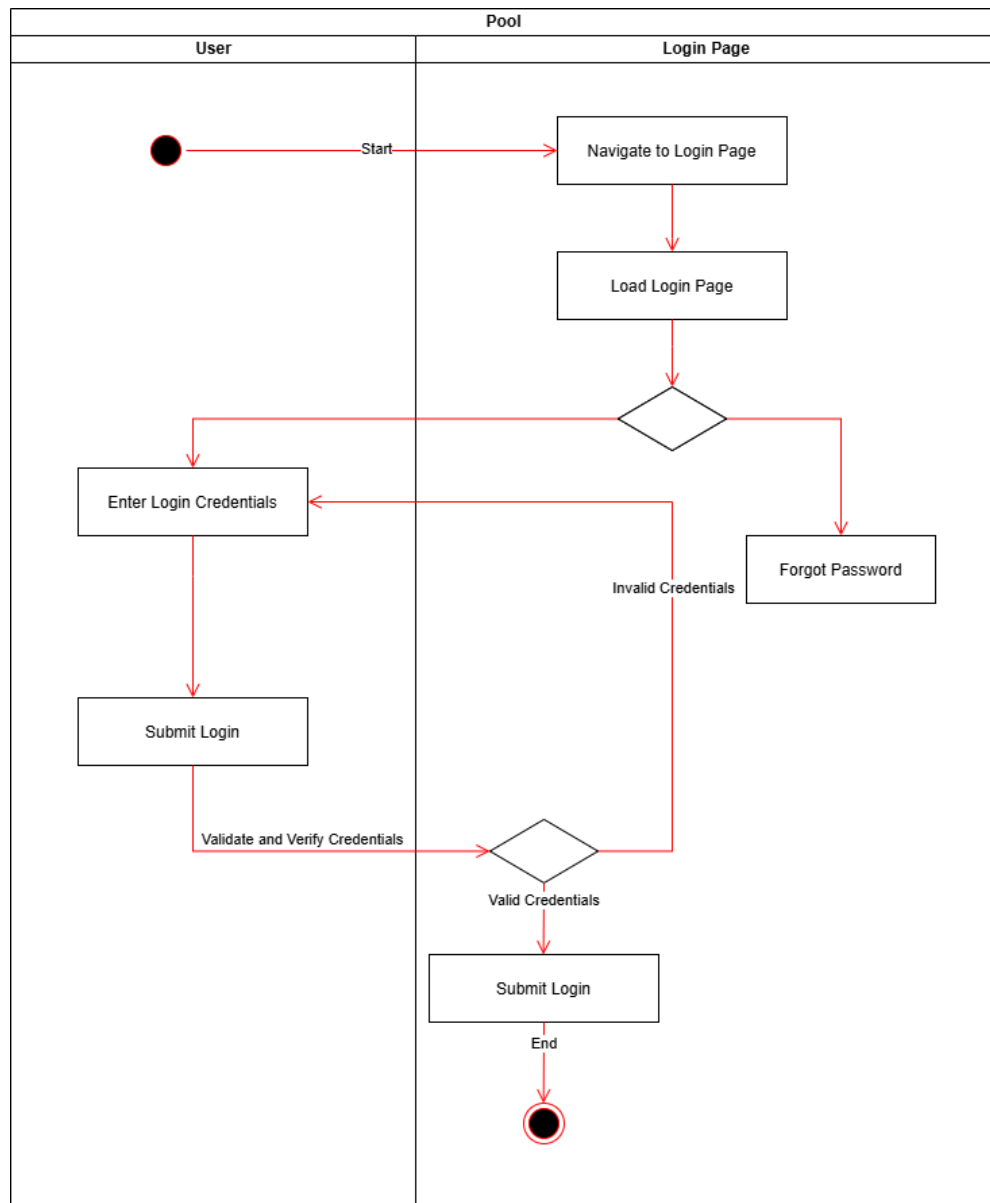 Pool
User
Login Page
Start
Navigate to Login Page
Load Login Page
Enter Login Credentials
Forgot Password
Invalid Credentials
Submit Login
Validate and Verify Credentials
Valid Credentials
Submit Login
End